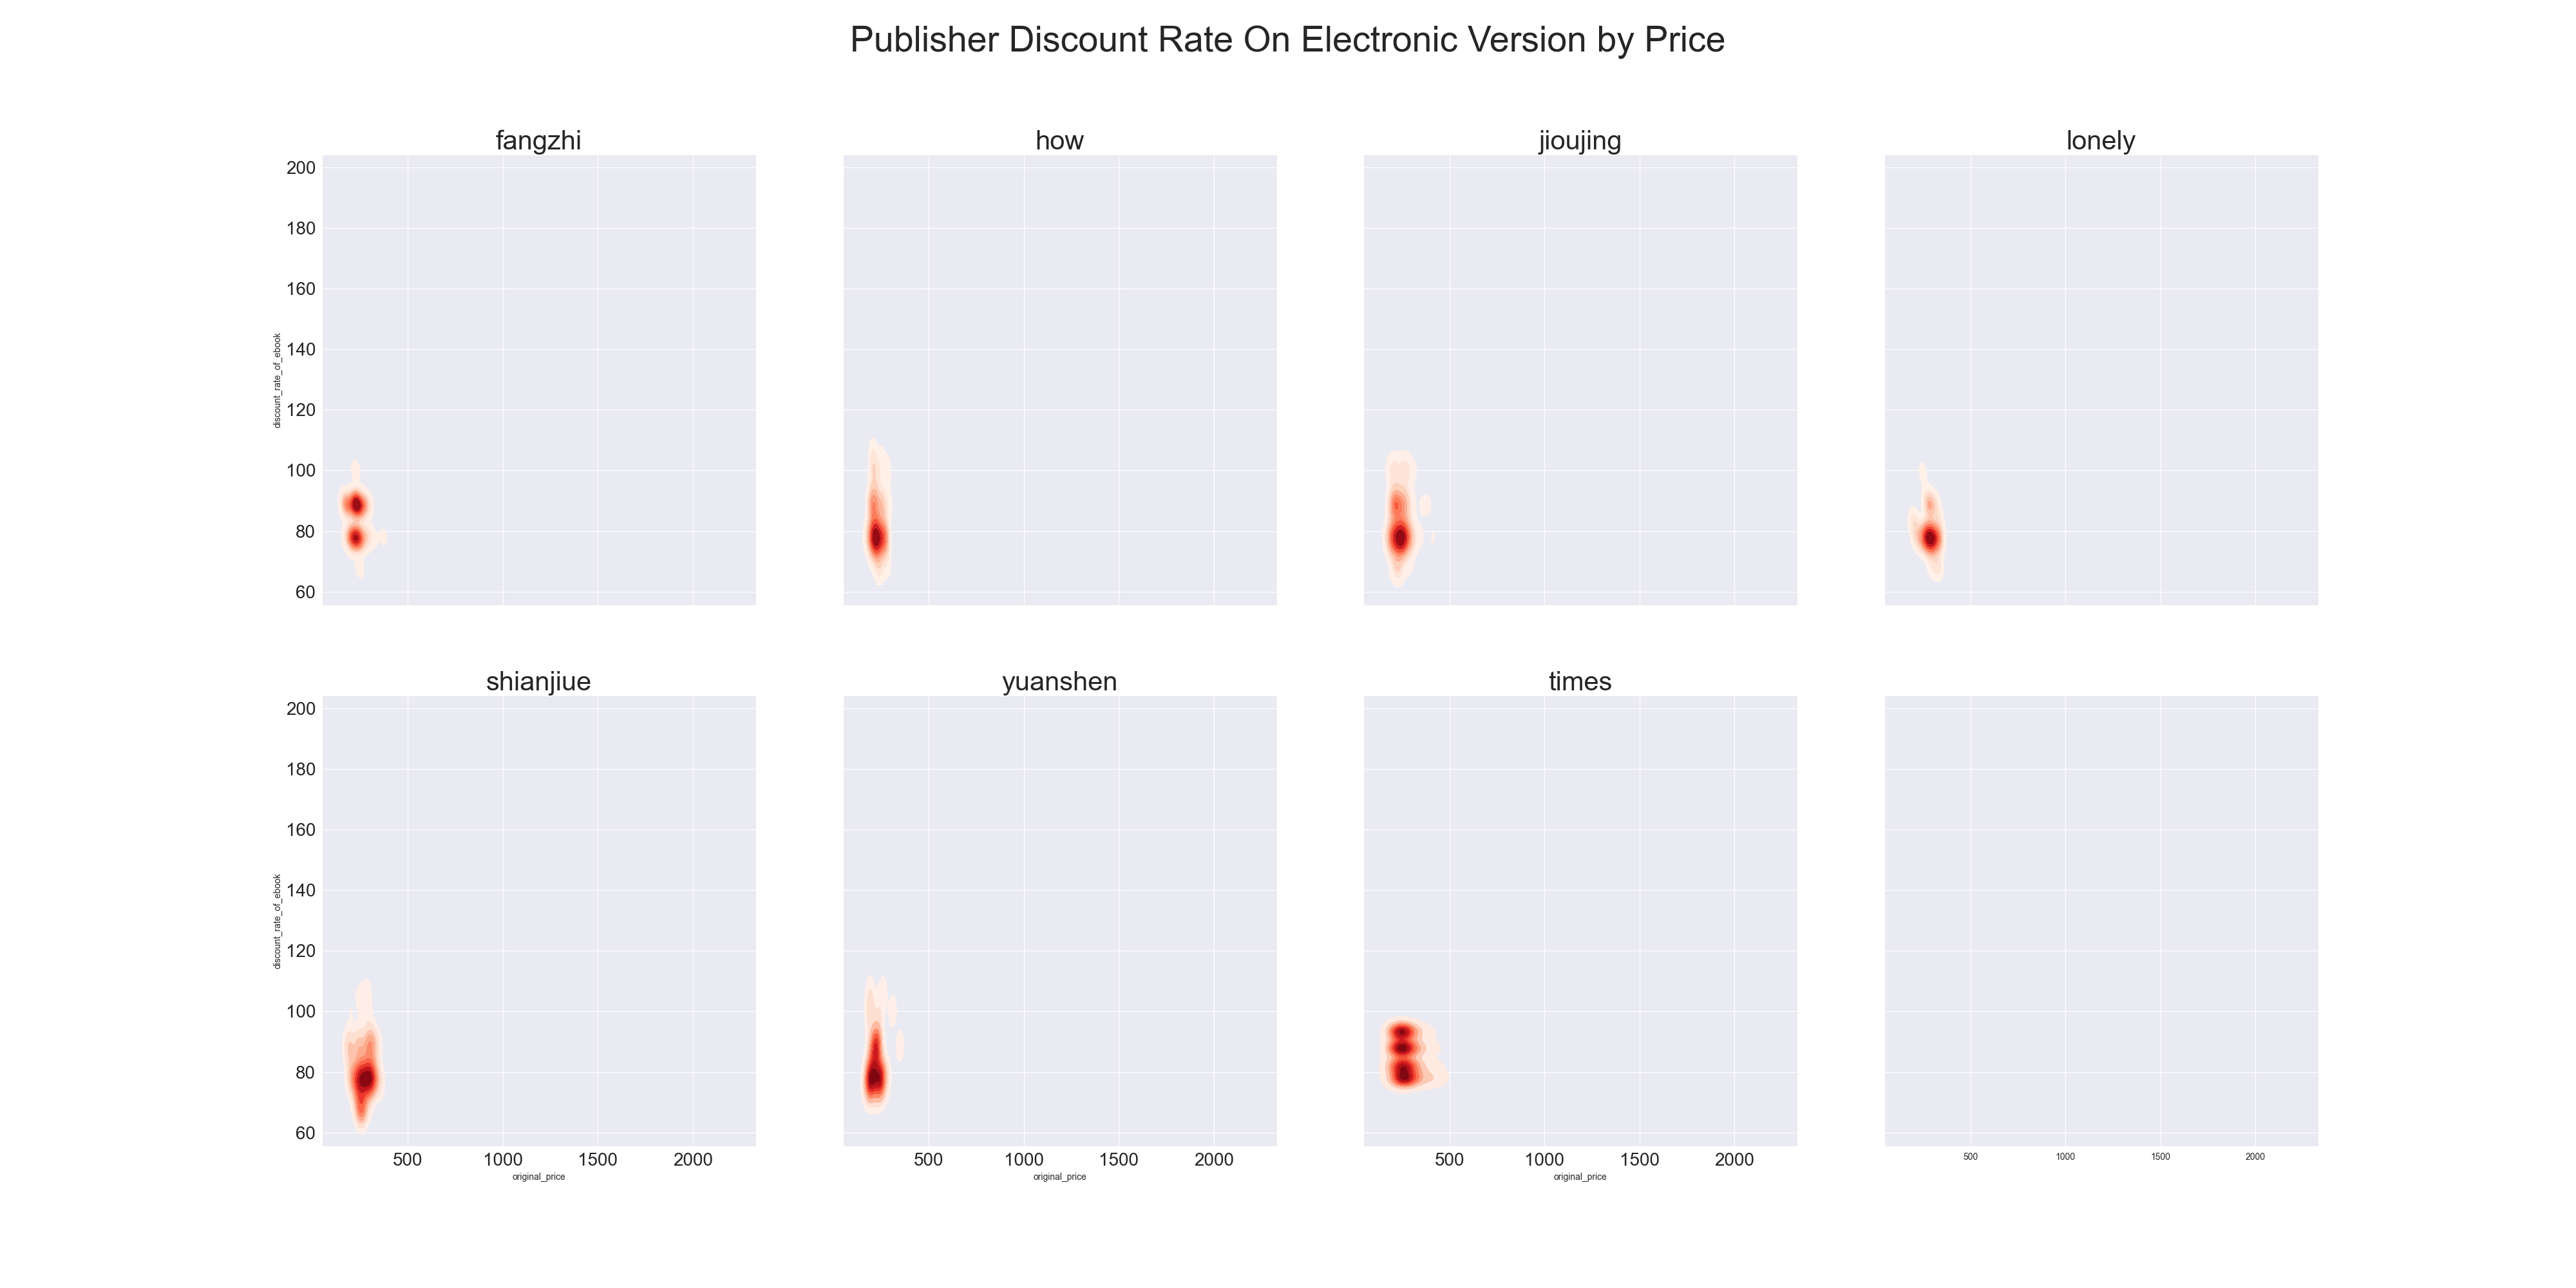 Publisher Discount Rate On Electronic Version by Price
fangzhi
how
jioujing
lonely
200
180
160
140
120
100
80
60
discount_rate_of_ebook
shianjiue
yuanshen
times
200
180
160
140
120
100
80
60
discount_rate_of_ebook
500 1000 1500 2000
original_price
500 1000 1500 2000
original_price
500 1000 1500 2000
original_price
500 1000 1500 2000